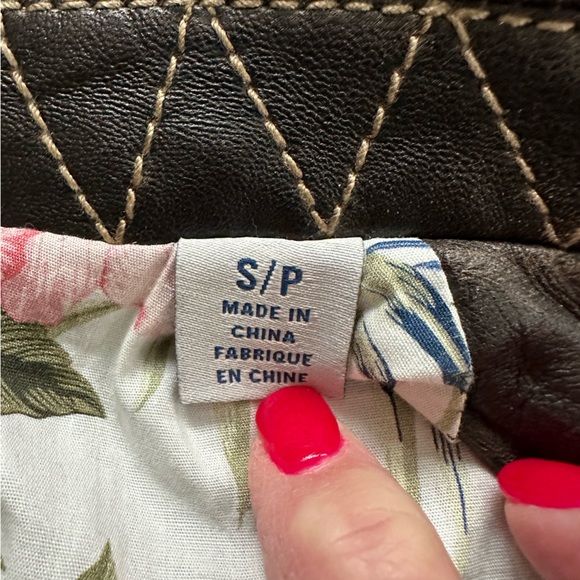 S/P
MADE IN
CHINA
FABRIQUE
EN CHINE